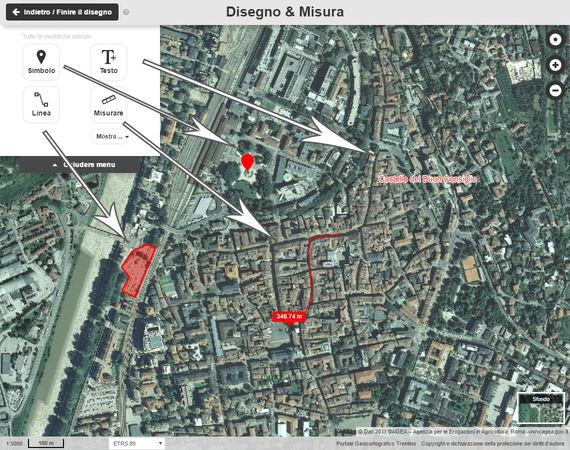 Indietro / Finire il disegno
Disegno & Misura
Tutte le modifiche salvate
Simbolo
Testo
Linea
Misurare
Mostra ...
Chiudere menu
Castello del Buon Consiglio
346.74 m
Sfondo
© Dati 2011 ©AGEA – Agenzia per le Erogazioni in Agricoltura, Roma -www.agea.gov.it
1:5000
100 m
ETRS 89
Portale Geocartografico Trentino
Copyright e dichiarazione della protezione dei diritti d'autore